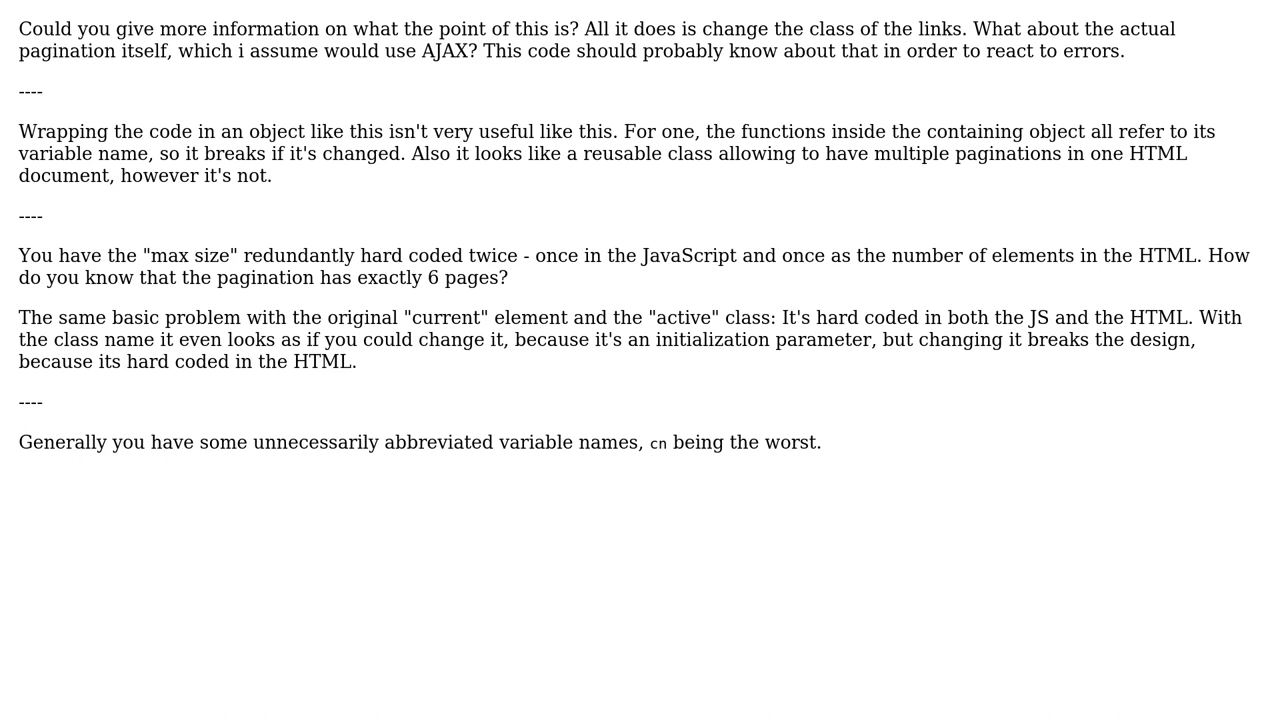 Could you give more information on what the point of this is? All it does is change the class of the links. What about the actual
pagination itself, which i assume would use AJAX? This code should probably know about that in order to react to errors.
----
Wrapping the code in an object like this isn't very useful like this. For one, the functions inside the containing object all refer to its
variable name, so it breaks if it's changed. Also it looks like a reusable class allowing to have multiple paginations in one HTML
document, however it's not.
----
You have the "max size" redundantly hard coded twice - once in the JavaScript and once as the number of elements in the HTML. How
do you know that the pagination has exactly 6 pages?
The same basic problem with the original "current" element and the "active" class: It's hard coded in both the JS and the HTML. With
the class name it even looks as if you could change it, because it's an initialization parameter, but changing it breaks the design,
because its hard coded in the HTML.
----
Generally you have some unnecessarily abbreviated variable names, cn being the worst.